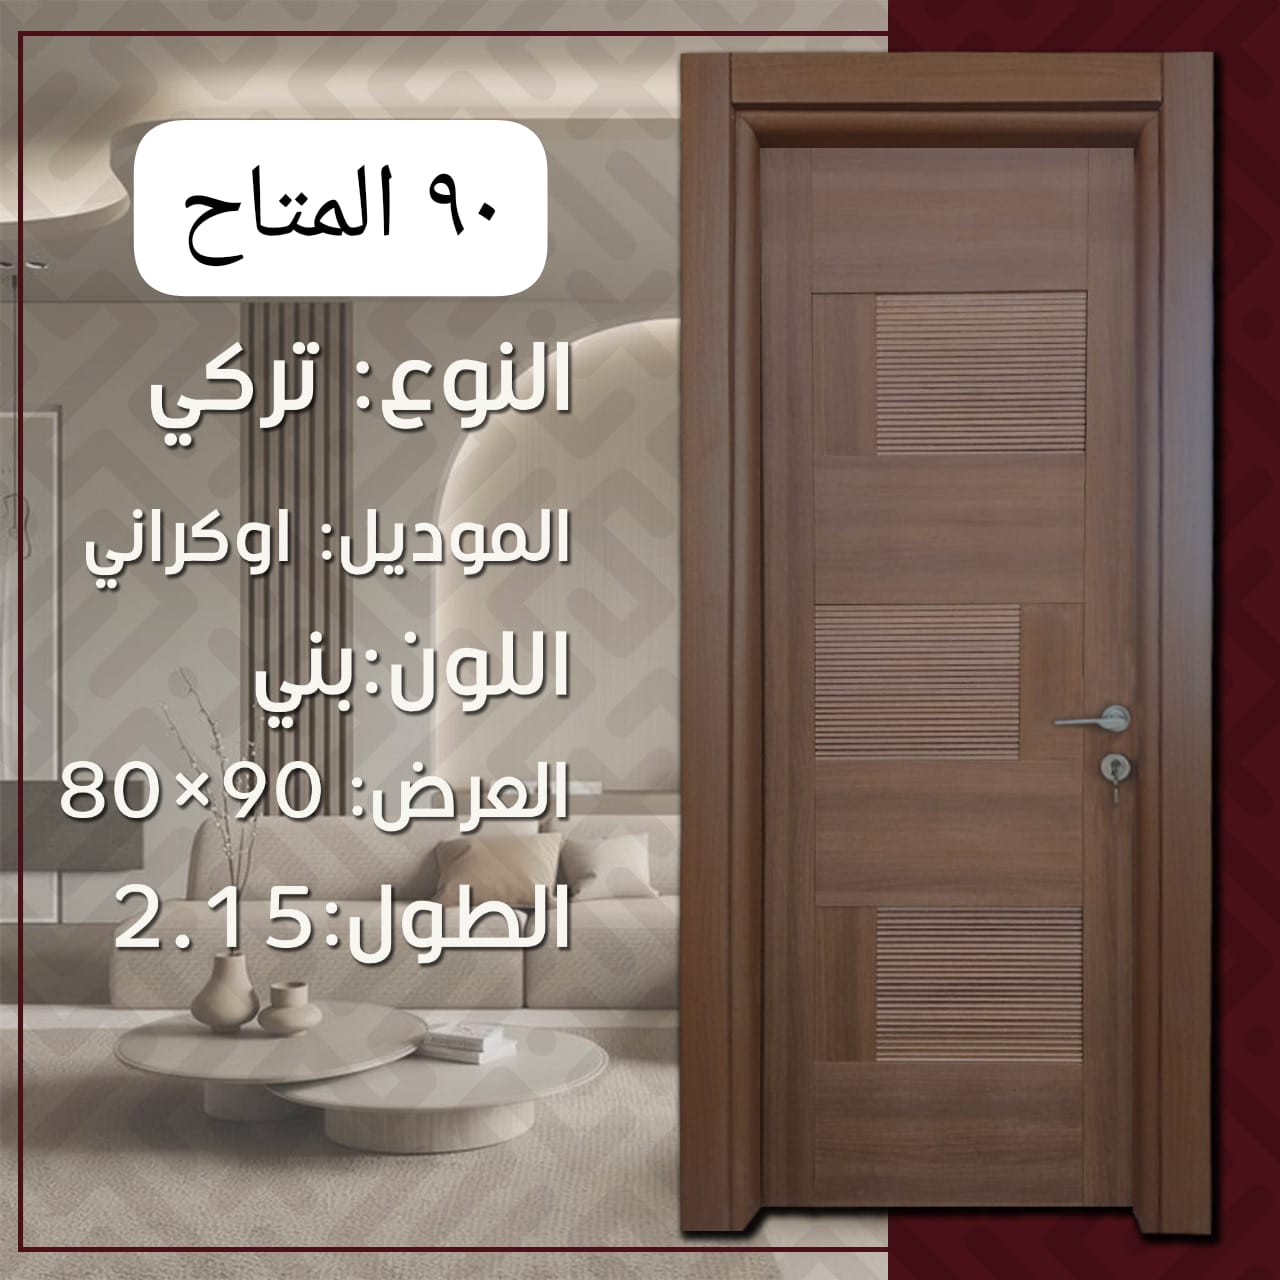 ٩٠ المتاح
النوع: تركي
الموديل: اوكراني
اللون:بني
العرض: 90×80
الطول:2.15